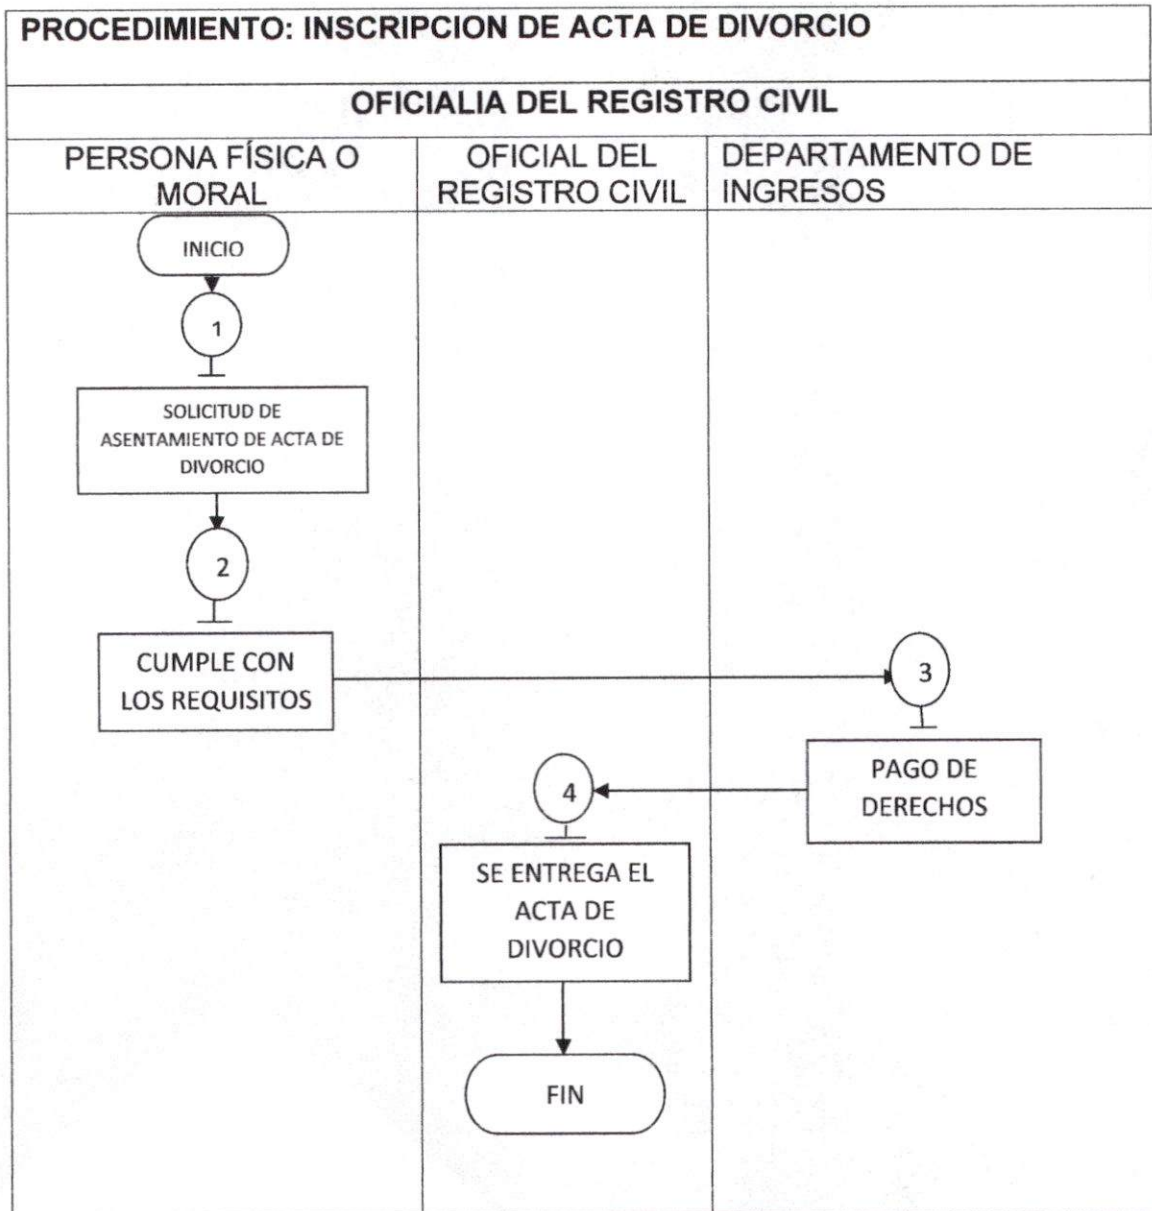 PROCEDIMIENTO: INSCRIPCION DE ACTA DE DIVORCIO
OFICIALIA DEL REGISTRO CIVIL
PERSONA FÍSICA O
MORAL
OFICIAL DEL
REGISTRO CIVIL
DEPARTAMENTO DE
INGRESOS
INICIO
1
SOLICITUD DE
ASENTAMIENTO DE ACTA DE
DIVORCIO
2
CUMPLE CON
LOS REQUISITOS
3
PAGO DE
DERECHOS
4
SE ENTREGA EL
ACTA DE
DIVORCIO
FIN